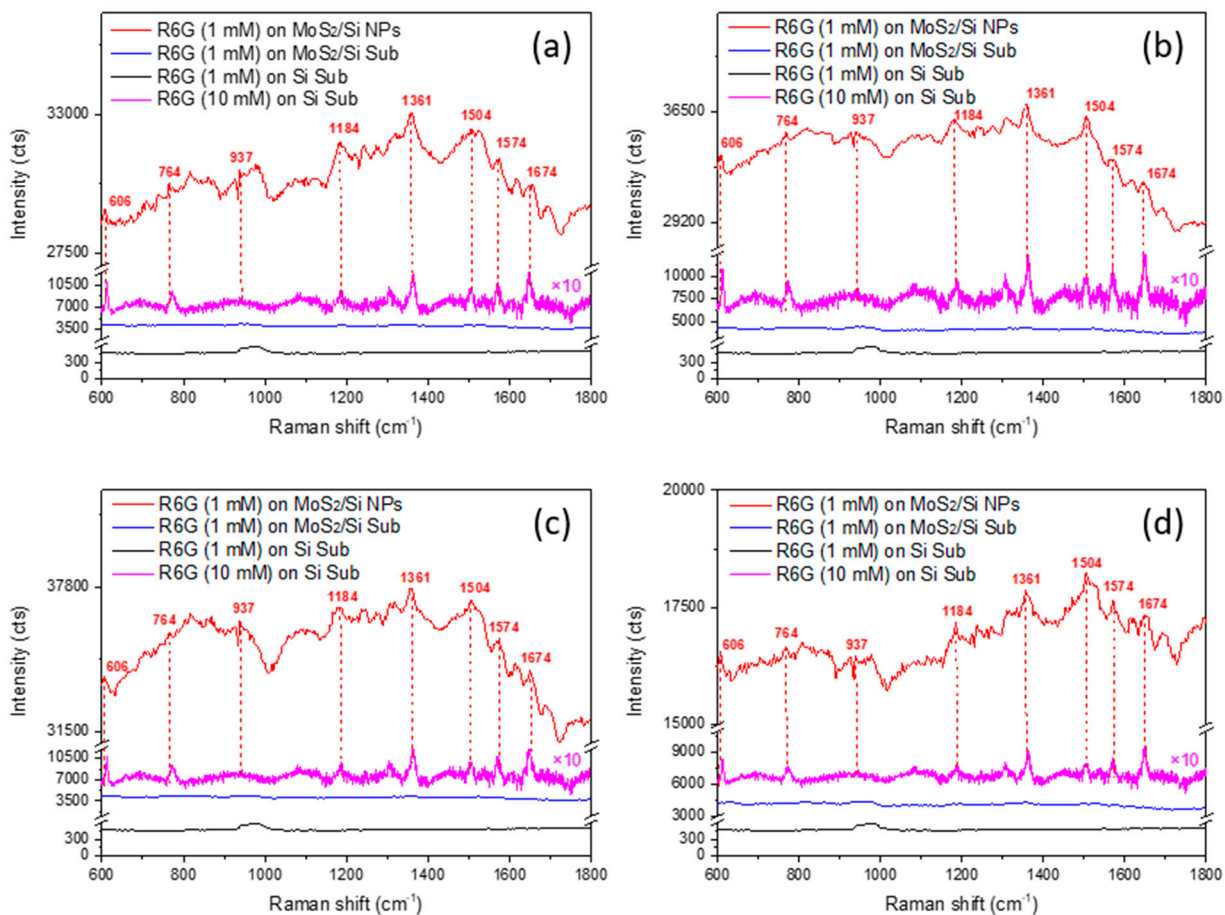 R6G (1 mM) on MoS2/Si NPs
R6G (1 mM) on MoS2/Si Sub
R6G (1 mM) on Si Sub
R6G (10 mM) on Si Sub
(a)
33000
27500
10500
7000
3500
300
0
Intensity (cts)
606
764
937
1184
1361
1504
1574
1674
×10
600 800 1000 1200 1400 1600 1800
Raman shift (cm-1)
R6G (1 mM) on MoS2/Si NPs
R6G (1 mM) on MoS2/Si Sub
R6G (1 mM) on Si Sub
R6G (10 mM) on Si Sub
(b)
36500
29200
10000
7500
5000
300
0
Intensity (cts)
606
764
937
1184
1361
1504
1574
1674
×10
600 800 1000 1200 1400 1600 1800
Raman shift (cm-1)
R6G (1 mM) on MoS2/Si NPs
R6G (1 mM) on MoS2/Si Sub
R6G (1 mM) on Si Sub
R6G (10 mM) on Si Sub
(c)
37800
31500
10500
7000
3500
300
0
Intensity (cts)
606
764
937
1184
1361
1504
1574
1674
×10
600 800 1000 1200 1400 1600 1800
Raman shift (cm-1)
R6G (1 mM) on MoS2/Si NPs
R6G (1 mM) on MoS2/Si Sub
R6G (1 mM) on Si Sub
R6G (10 mM) on Si Sub
(d)
20000
17500
15000
9000
6000
3000
300
0
Intensity (cts)
606
764
937
1184
1361
1504
1574
1674
×10
600 800 1000 1200 1400 1600 1800
Raman shift (cm-1)